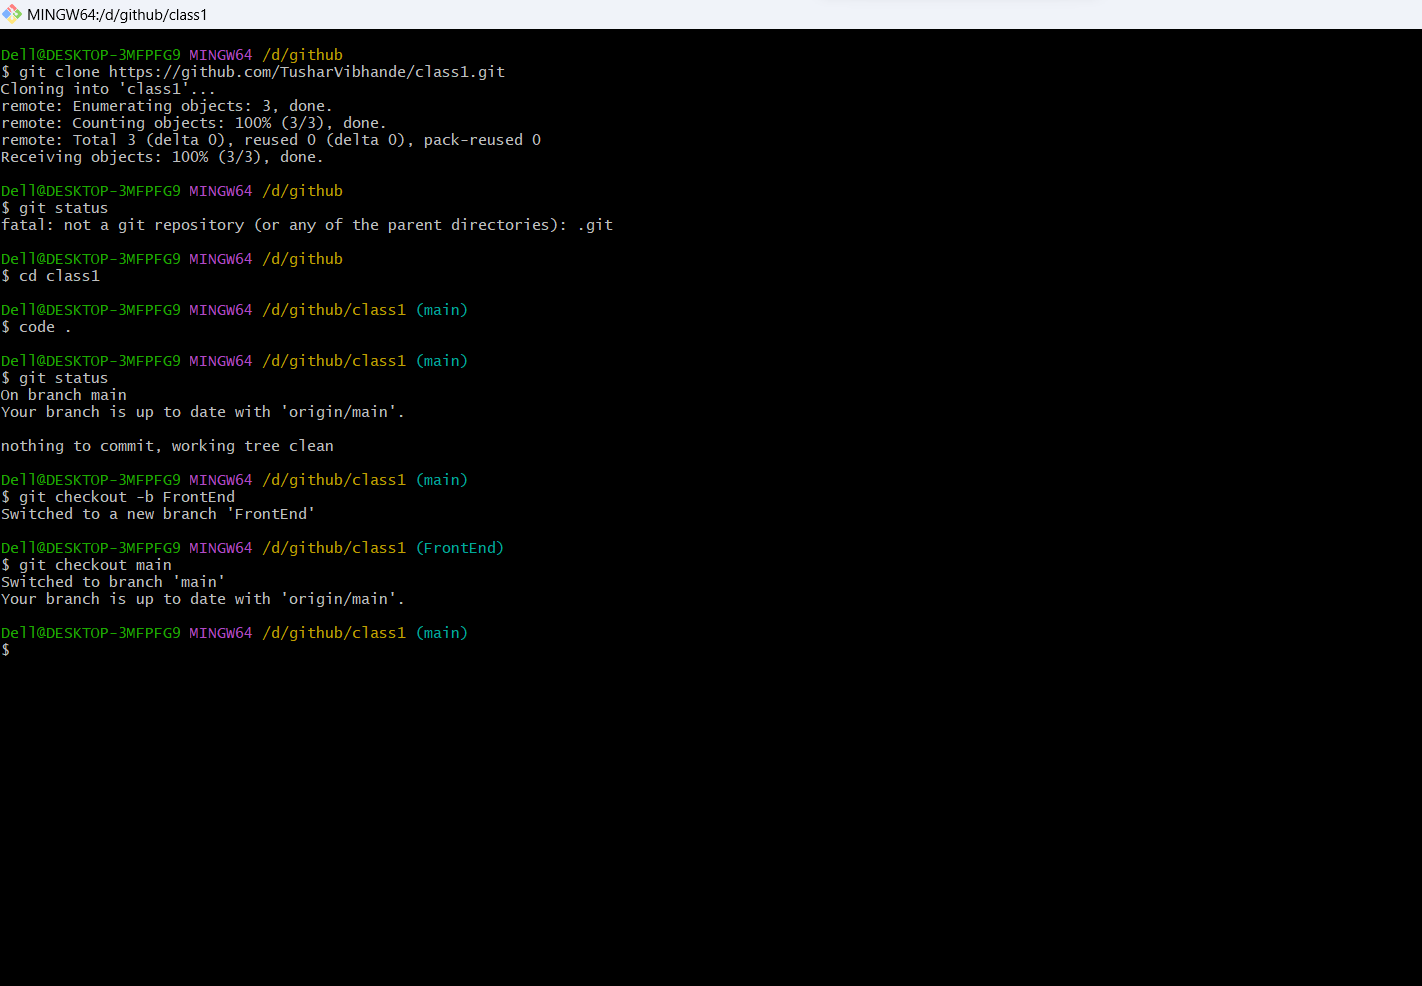 MINGW64:/d/github/class1
Dell@DESKTOP-3MFPFG9 MINGW64 /d/github
$ git clone https://github.com/TusharVibhande/class1.git
Cloning into 'class1'...
remote: Enumerating objects: 3, done.
remote: Counting objects: 100% (3/3), done.
remote: Total 3 (delta 0), reused 0 (delta 0), pack-reused 0
Receiving objects: 100% (3/3), done.
Dell@DESKTOP-3MFPFG9 MINGW64 /d/github
$ git status
fatal: not a git repository (or any of the parent directories): .git
Dell@DESKTOP-3MFPFG9 MINGW64 /d/github
$ cd class1
Dell@DESKTOP-3MFPFG9 MINGW64 /d/github/class1 (main)
$ code .
Dell@DESKTOP-3MFPFG9 MINGW64 /d/github/class1 (main)
$ git status
On branch main
Your branch is up to date with 'origin/main'.
nothing to commit, working tree clean
Dell@DESKTOP-3MFPFG9 MINGW64 /d/github/class1 (main)
$ git checkout -b FrontEnd
Switched to a new branch 'FrontEnd'
Dell@DESKTOP-3MFPFG9 MINGW64 /d/github/class1 (FrontEnd)
$ git checkout main
Switched to branch 'main'
Your branch is up to date with 'origin/main'.
Dell@DESKTOP-3MFPFG9 MINGW64 /d/github/class1 (main)
$